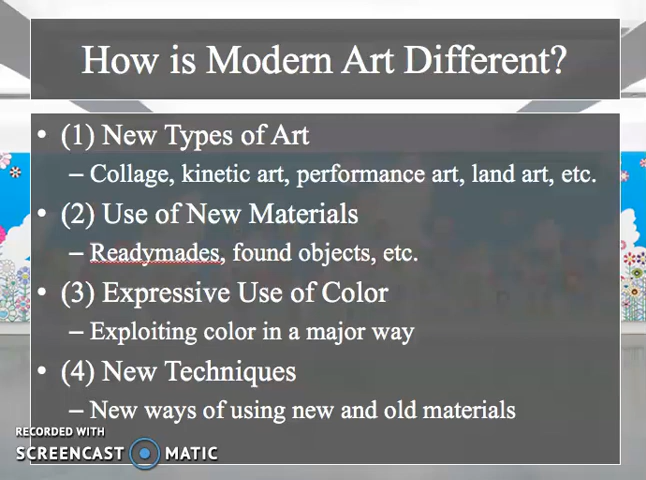 How is Modern Art Different?
• (1) New Types of Art
– Collage, kinetic art, performance art, land art, etc.
• (2) Use of New Materials
– Readymades, found objects, etc.
• (3) Expressive Use of Color
– Exploiting color in a major way
• (4) New Techniques
– New ways of using new and old materials
RECORDED WITH
SCREENCAST MATIC